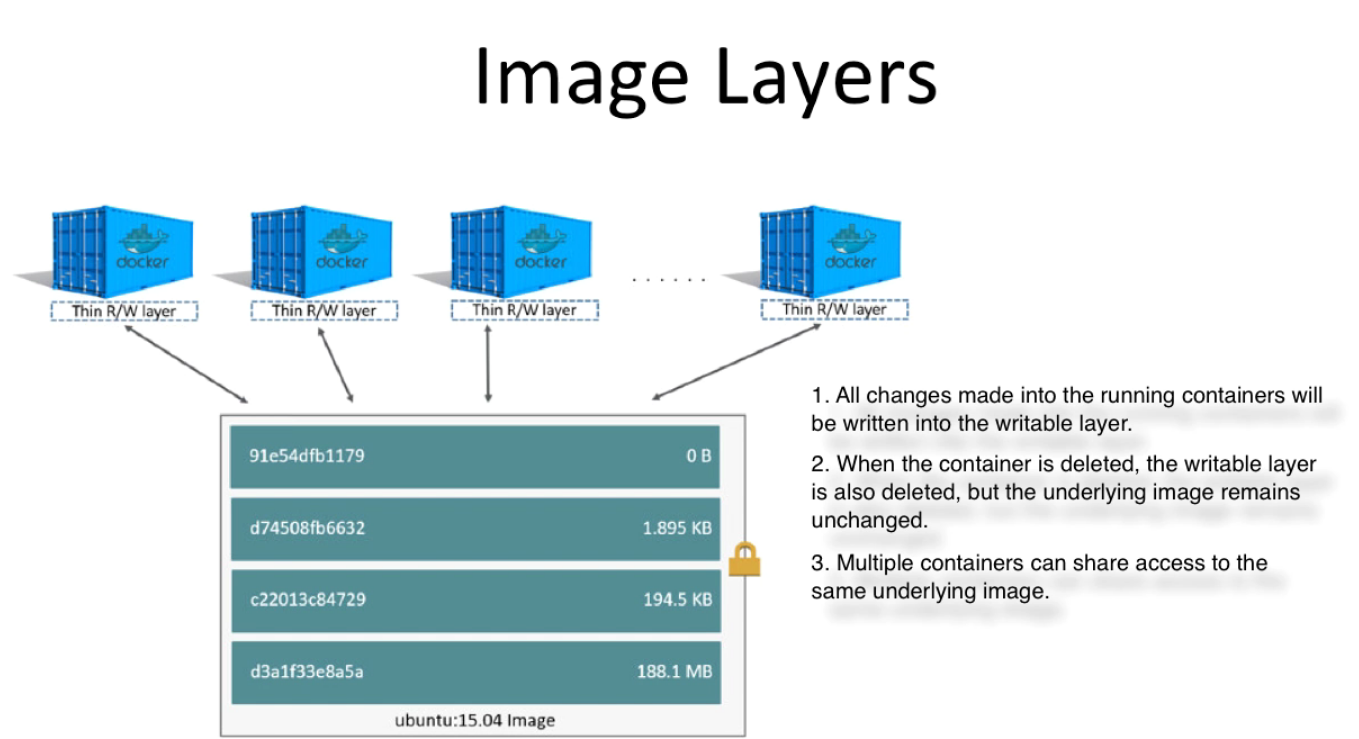 Image Layers
docker
docker
docker
docker
. . . . . .
Thin R/W layer
Thin R/W layer
Thin R/W layer
Thin R/W layer
91e54dfb1179 0 B
d74508fb6632 1.895 KB
c22013c84729 194.5 KB
d3a1f33e8a5a 188.1 MB
ubuntu:15.04 Image
1. All changes made into the running containers will
be written into the writable layer.
2. When the container is deleted, the writable layer
is also deleted, but the underlying image remains
unchanged.
3. Multiple containers can share access to the
same underlying image.